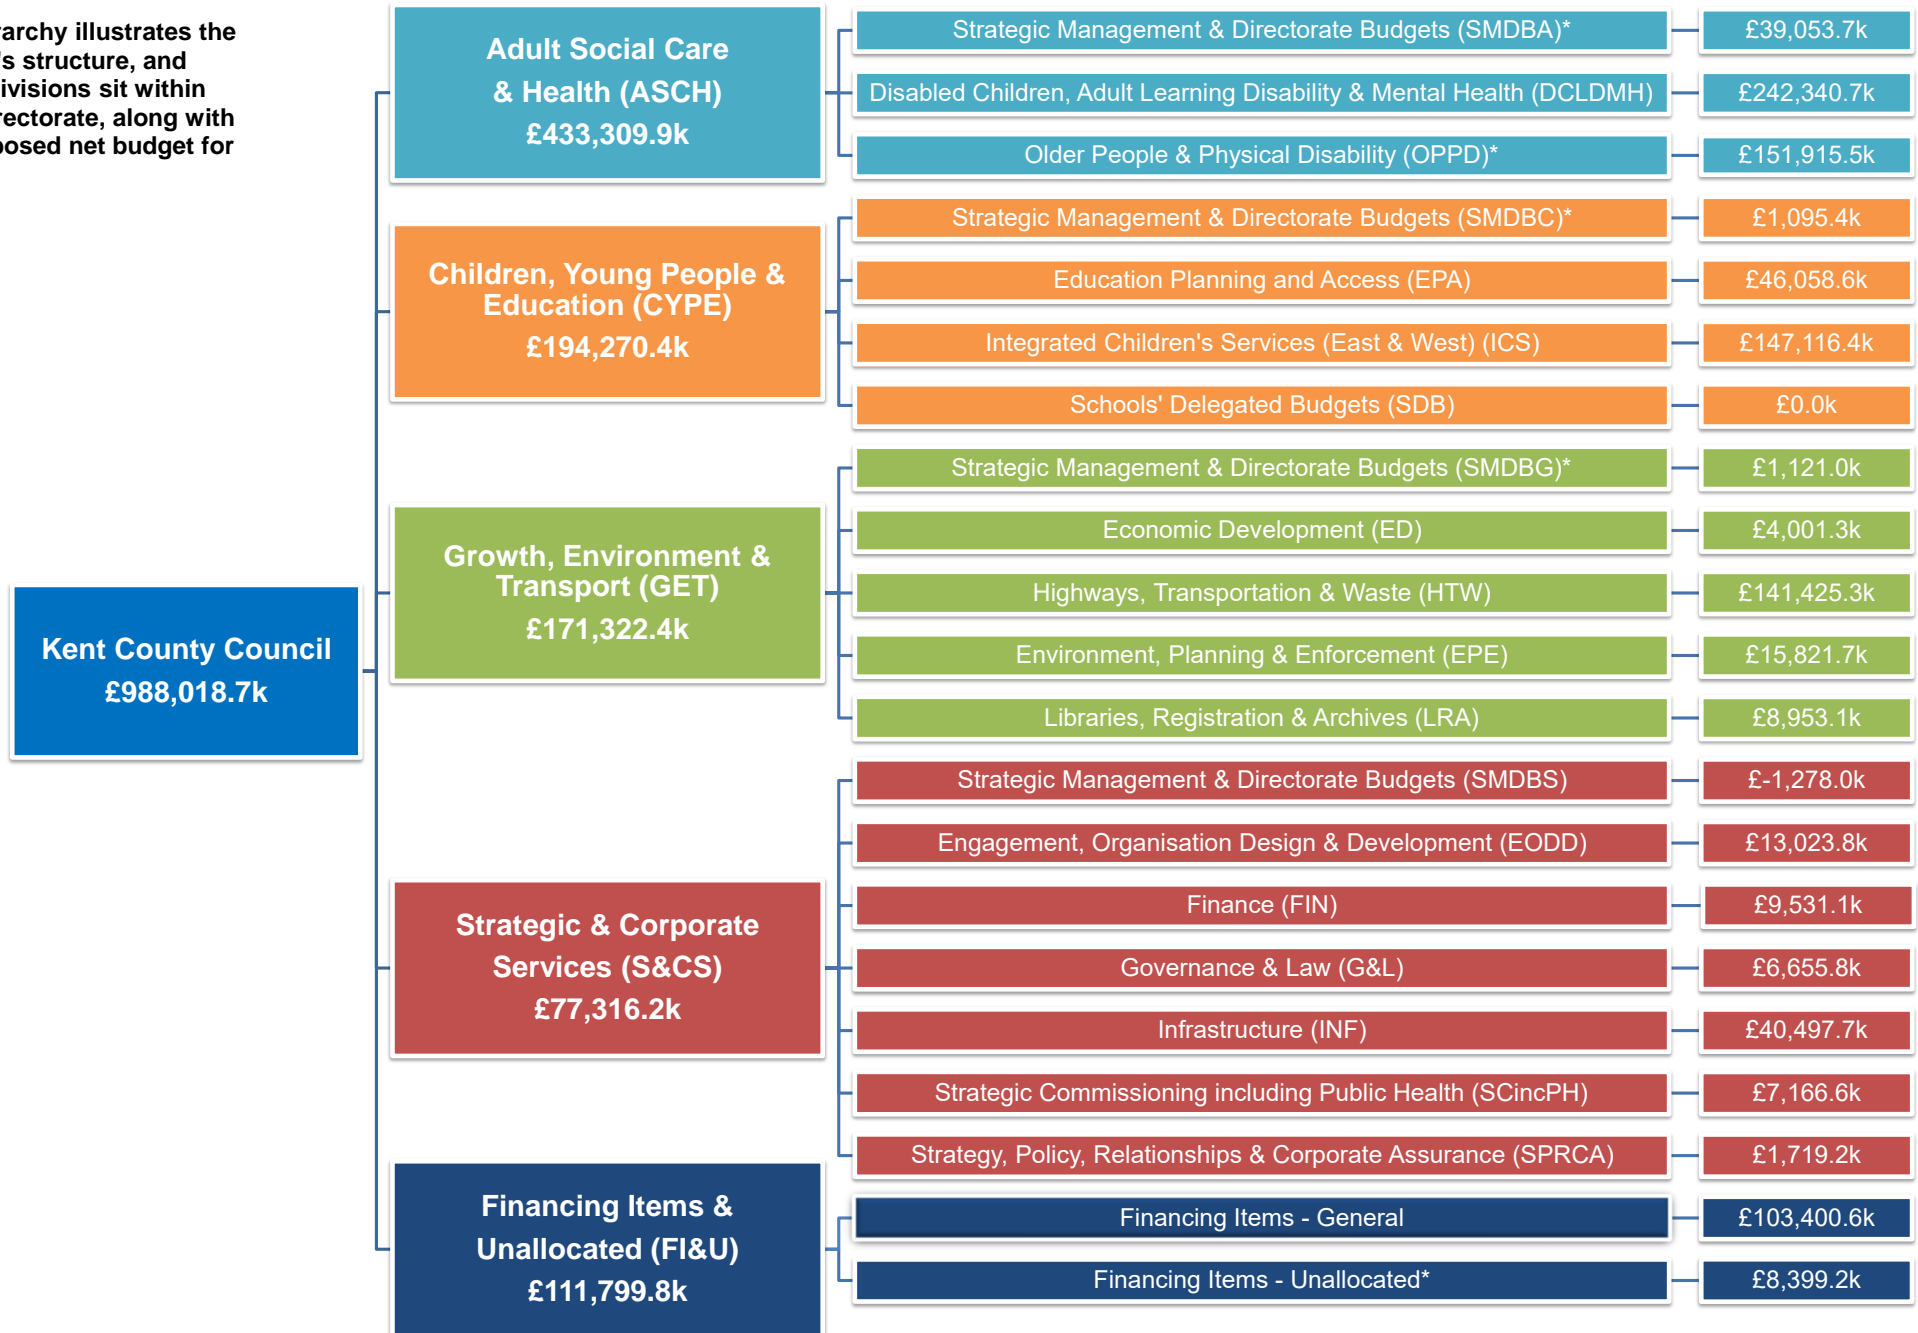 archy illustrates the
's structure, and
ivisions sit within
rectorate, along with
posed net budget for
Kent County Council
£988,018.7k
Adult Social Care
& Health (ASCH)
£433,309.9k
Strategic Management & Directorate Budgets (SMDBA)*
£39,053.7k
Disabled Children, Adult Learning Disability & Mental Health (DCLDMH)
£242,340.7k
Older People & Physical Disability (OPPD)*
£151,915.5k
Children, Young People &
Education (CYPE)
£194,270.4k
Strategic Management & Directorate Budgets (SMDBC)*
£1,095.4k
Education Planning and Access (EPA)
£46,058.6k
Integrated Children's Services (East & West) (ICS)
£147,116.4k
Schools' Delegated Budgets (SDB)
£0.0k
Growth, Environment &
Transport (GET)
£171,322.4k
Strategic Management & Directorate Budgets (SMDBG)*
£1,121.0k
Economic Development (ED)
£4,001.3k
Highways, Transportation & Waste (HTW)
£141,425.3k
Environment, Planning & Enforcement (EPE)
£15,821.7k
Libraries, Registration & Archives (LRA)
£8,953.1k
Strategic & Corporate
Services (S&CS)
£77,316.2k
Strategic Management & Directorate Budgets (SMDBS)
£-1,278.0k
Engagement, Organisation Design & Development (EODD)
£13,023.8k
Finance (FIN)
£9,531.1k
Governance & Law (G&L)
£6,655.8k
Infrastructure (INF)
£40,497.7k
Strategic Commissioning including Public Health (SCincPH)
£7,166.6k
Strategy, Policy, Relationships & Corporate Assurance (SPRCA)
£1,719.2k
Financing Items &
Unallocated (FI&U)
£111,799.8k
Financing Items - General
£103,400.6k
Financing Items - Unallocated*
£8,399.2k